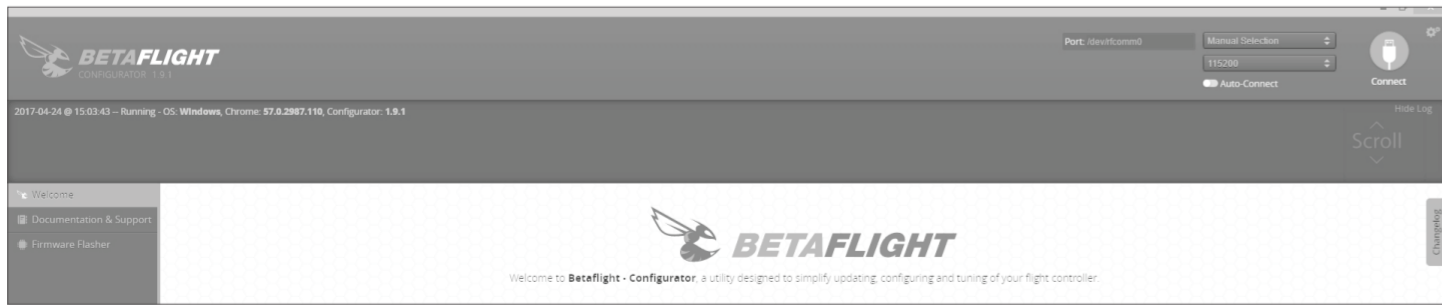 BETAFLIGHT
CONFIGURATOR 1.9.1
Port: /dev/rfcomm0
Manual Selection
115200
Auto-Connect
Connect
2017-04-24 @ 15:03:43 -- Running - OS: Windows, Chrome: 57.0.2987.110, Configurator: 1.9.1
Hide Log
Scroll
Welcome
Documentation & Support
Firmware Flasher
BETAFLIGHT
Welcome to Betaflight - Configurator, a utility designed to simplify updating, configuring and tuning of your flight controller.
Changelog